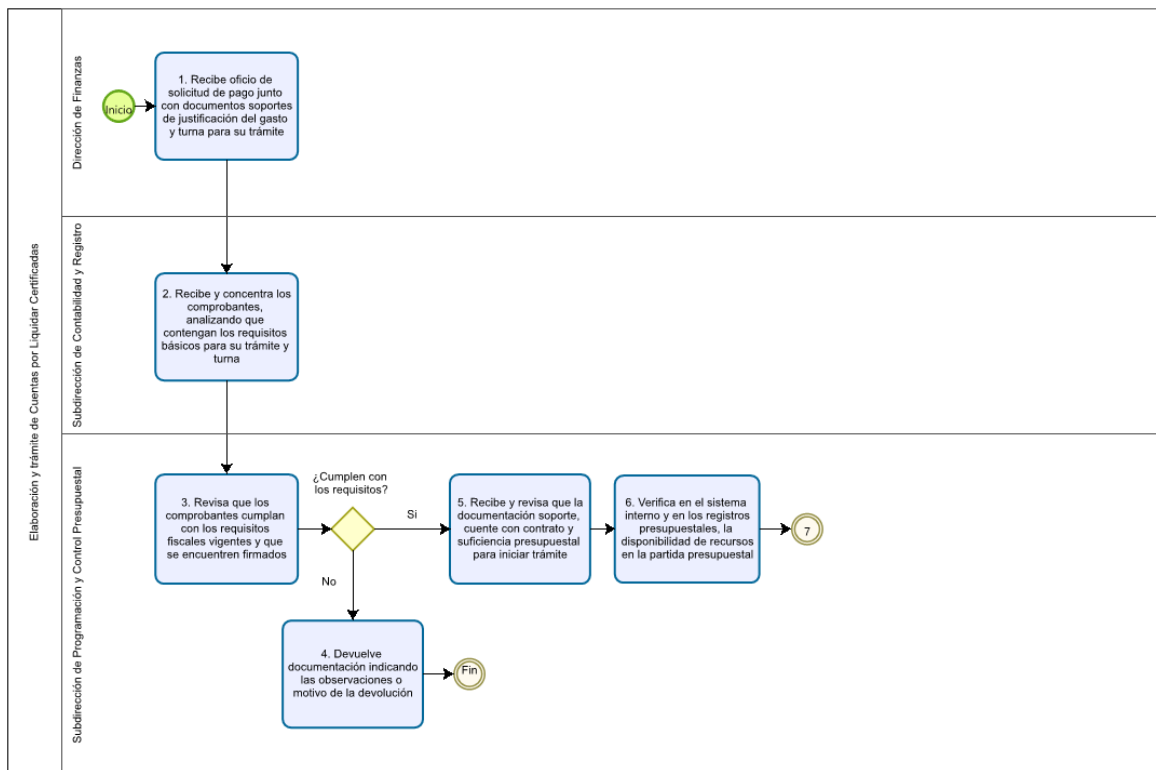 Elaboración y trámite de Cuentas por Liquidar Certificadas
Dirección de Finanzas
Inicio
1. Recibe oficio de
solicitud de pago junto
con documentos soportes
de justificación del gasto
y turna para su trámite
Subdirección de Contabilidad y Registro
2. Recibe y concentra los
comprobantes,
analizando que
contengan los requisitos
básicos para su trámite y
turna
Subdirección de Programación y Control Presupuestal
3. Revisa que los
comprobantes cumplan
con los requisitos
fiscales vigentes y que
se encuentren firmados
¿Cumplen con
los requisitos?
Si
No
5. Recibe y revisa que la
documentación soporte,
cuente con contrato y
suficiencia presupuestal
para iniciar trámite
6. Verifica en el sistema
interno y en los registros
presupuestales, la
disponibilidad de recursos
en la partida presupuestal
7
4. Devuelve
documentación indicando
las observaciones o
motivo de la devolución
Fin